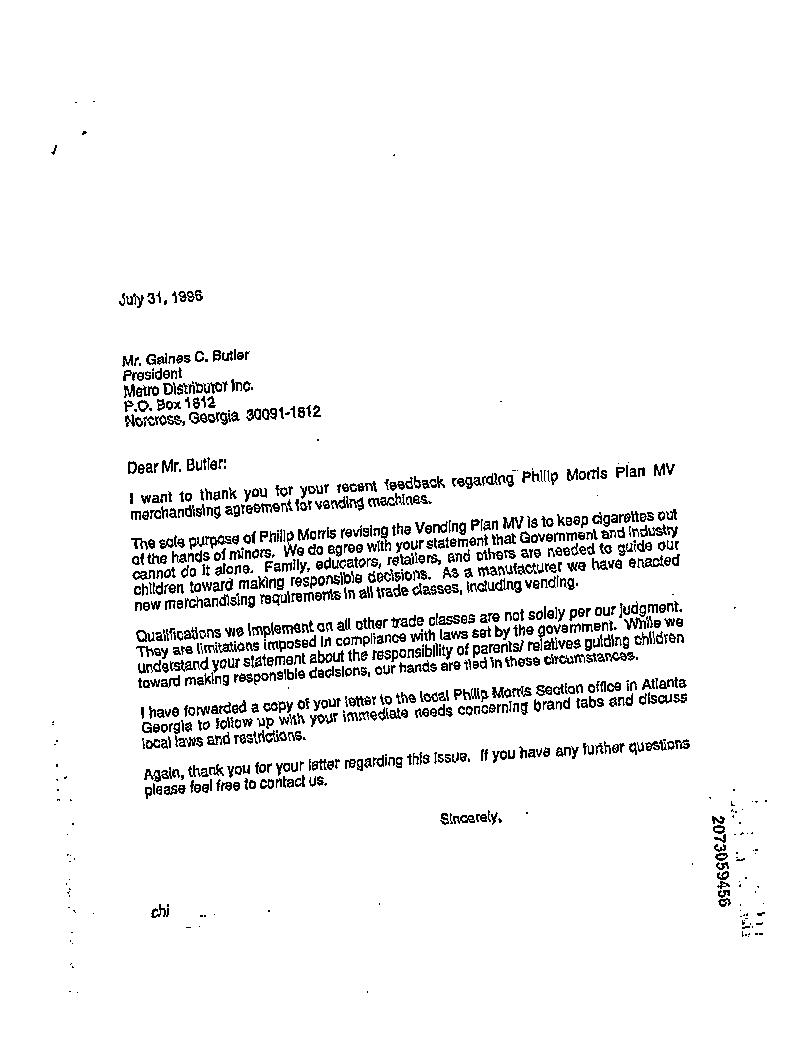 July 31, 1996
Mr. Gaines C. Butler
President
Metro Distributor Inc.
P.O. Box 1612
Norcross, Georgia 30091-1612
Dear Mr. Butler:
I want to thank you for your recent feedback regarding Philip Morris Plan MV
merchandising agreement for vending machines.
The sole purpose of Philip Morris revising the Vending Plan MV is to keep cigarettes out
of the hands of minors. We do agree with your statement that Government and Industry
cannot do it alone. Family, educators, retailers, and others are needed to guide our
children toward making responsible decisions. As a manufacturer we have enacted
new merchandising requirements in all trade classes, including vending.
Qualifications we implement on all other trade classes are not solely per our judgment.
They are limitations imposed in compliance with laws set by the government. While we
understand your statement about the responsibility of parents/ relatives guiding children
toward making responsible decisions, our hands are tied in these circumstances.
I have forwarded a copy of your letter to the local Philip Morris Section office in Atlanta
Georgia to follow up with your immediate needs concerning brand tabs and discuss
local laws and restrictions.
Again, thank you for your letter regarding this issue. If you have any further questions
please feel free to contact us.
Sincerely,
chi
2073059456